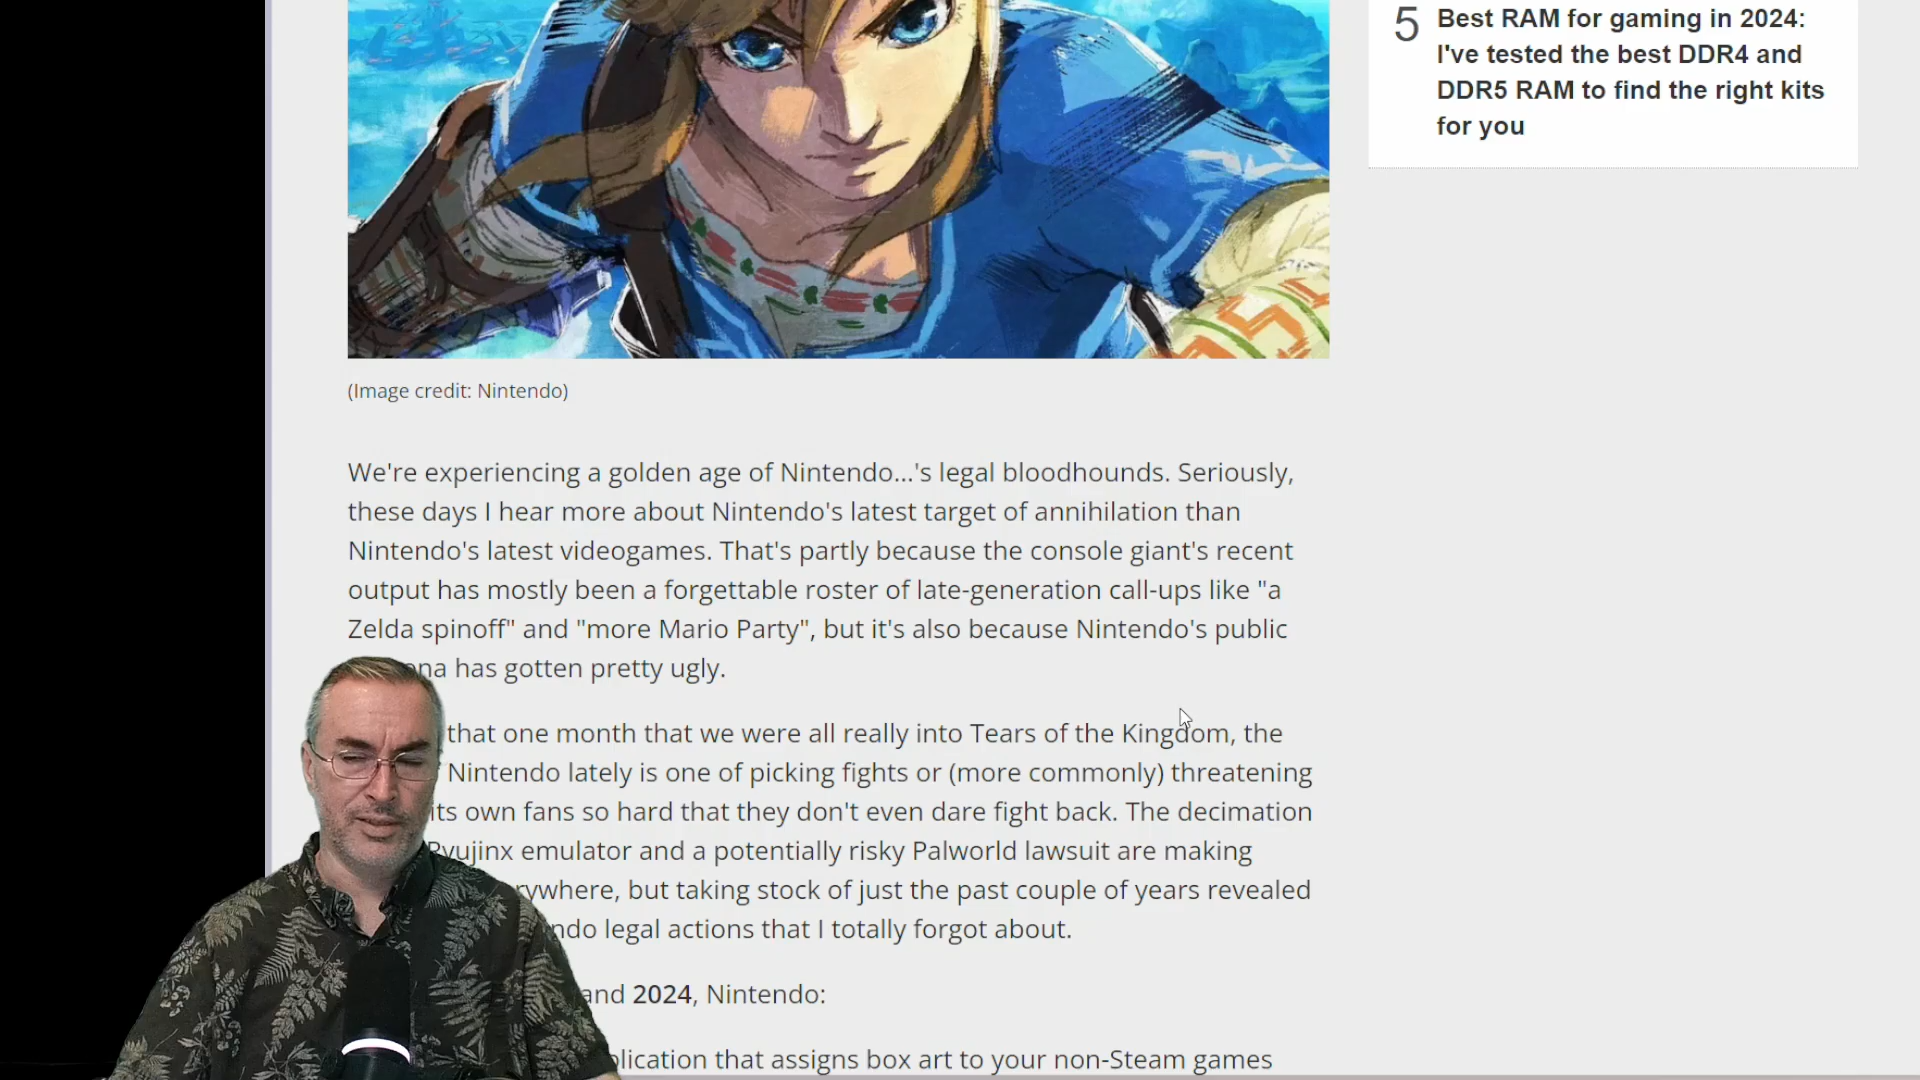 5 Best RAM for gaming in 2024:
I've tested the best DDR4 and
DDR5 RAM to find the right kits
for you
(Image credit: Nintendo)
We're experiencing a golden age of Nintendo...'s legal bloodhounds. Seriously,
these days I hear more about Nintendo's latest target of annihilation than
Nintendo's latest videogames. That's partly because the console giant's recent
output has mostly been a forgettable roster of late-generation call-ups like "a
Zelda spinoff" and "more Mario Party", but it's also because Nintendo's public
has gotten pretty ugly.
that one month that we were all really into Tears of the Kingdom, the
Nintendo lately is one of picking fights or (more commonly) threatening
its own fans so hard that they don't even dare fight back. The decimation
Ryujinx emulator and a potentially risky Palworld lawsuit are making
but taking stock of just the past couple of years revealed
legal actions that I totally forgot about.
and 2024, Nintendo:
that assigns box art to your non-Steam games